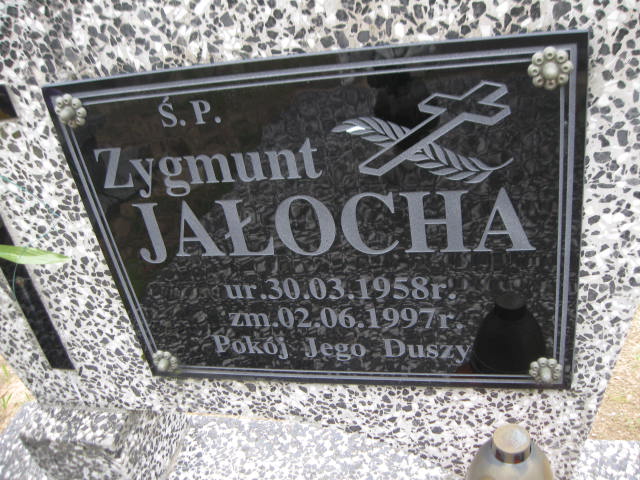 Ś.P.
Zygmunt
JAŁOCHA
ur.30.03.1958r.
zm.02.06.1997r.
Pokój Jego Duszy